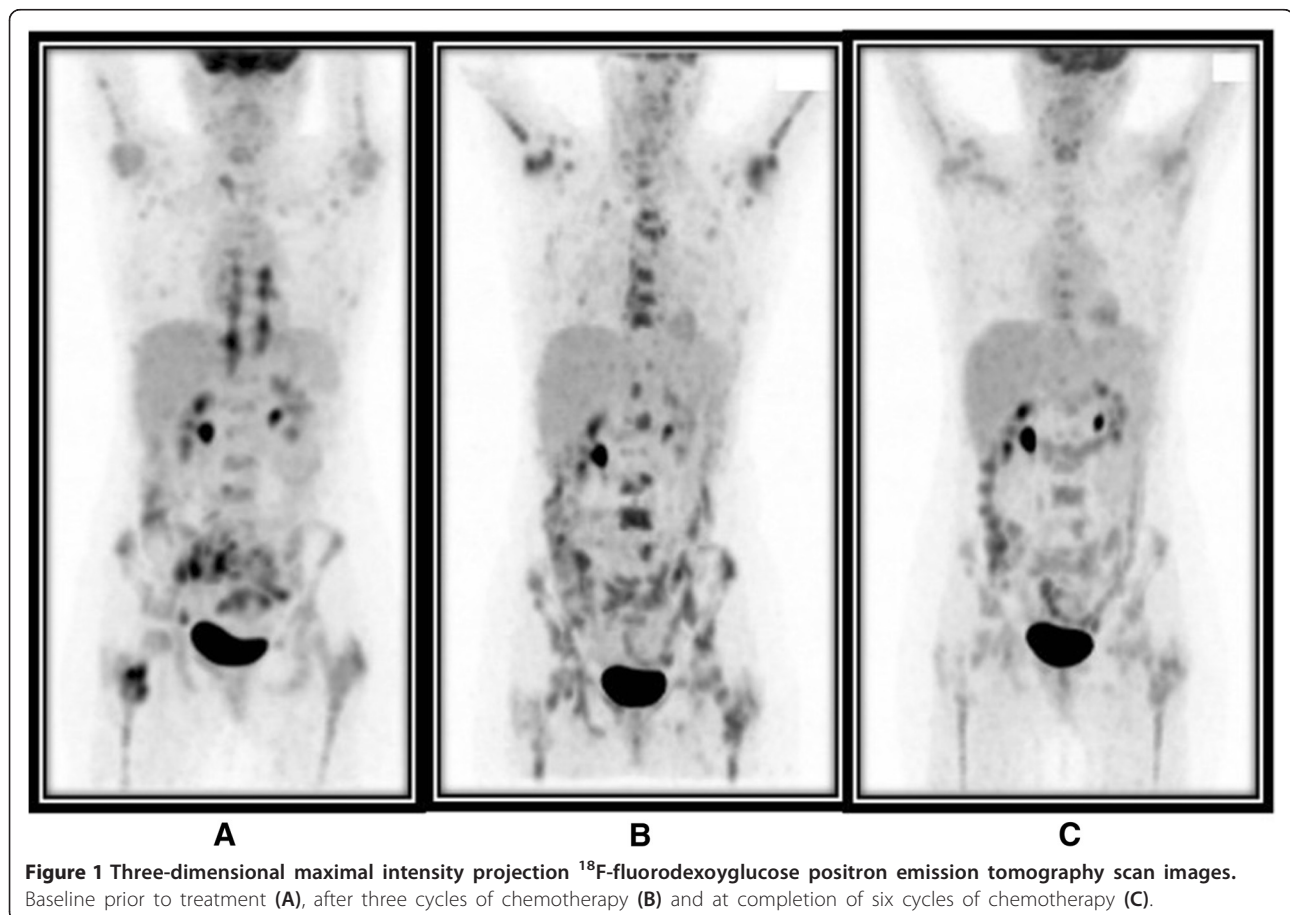 A B C
Figure 1 Three-dimensional maximal intensity projection ¹⁸F-fluorodexoyglucose positron emission tomography scan images.
Baseline prior to treatment (A), after three cycles of chemotherapy (B) and at completion of six cycles of chemotherapy (C).